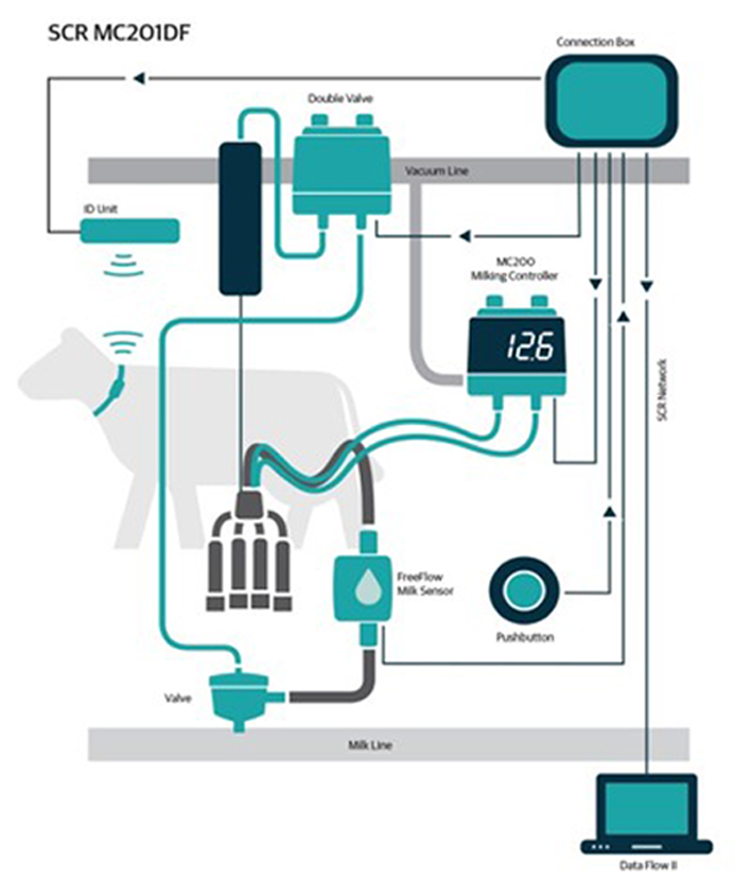 SCR MC201DF
Connection Box
Double Valve
Vacuum Line
ID Unit
MC200
Milking Controller
12.6
SCR Network
FreeFlow
Milk Sensor
Pushbutton
Valve
Milk Line
Data Flow II